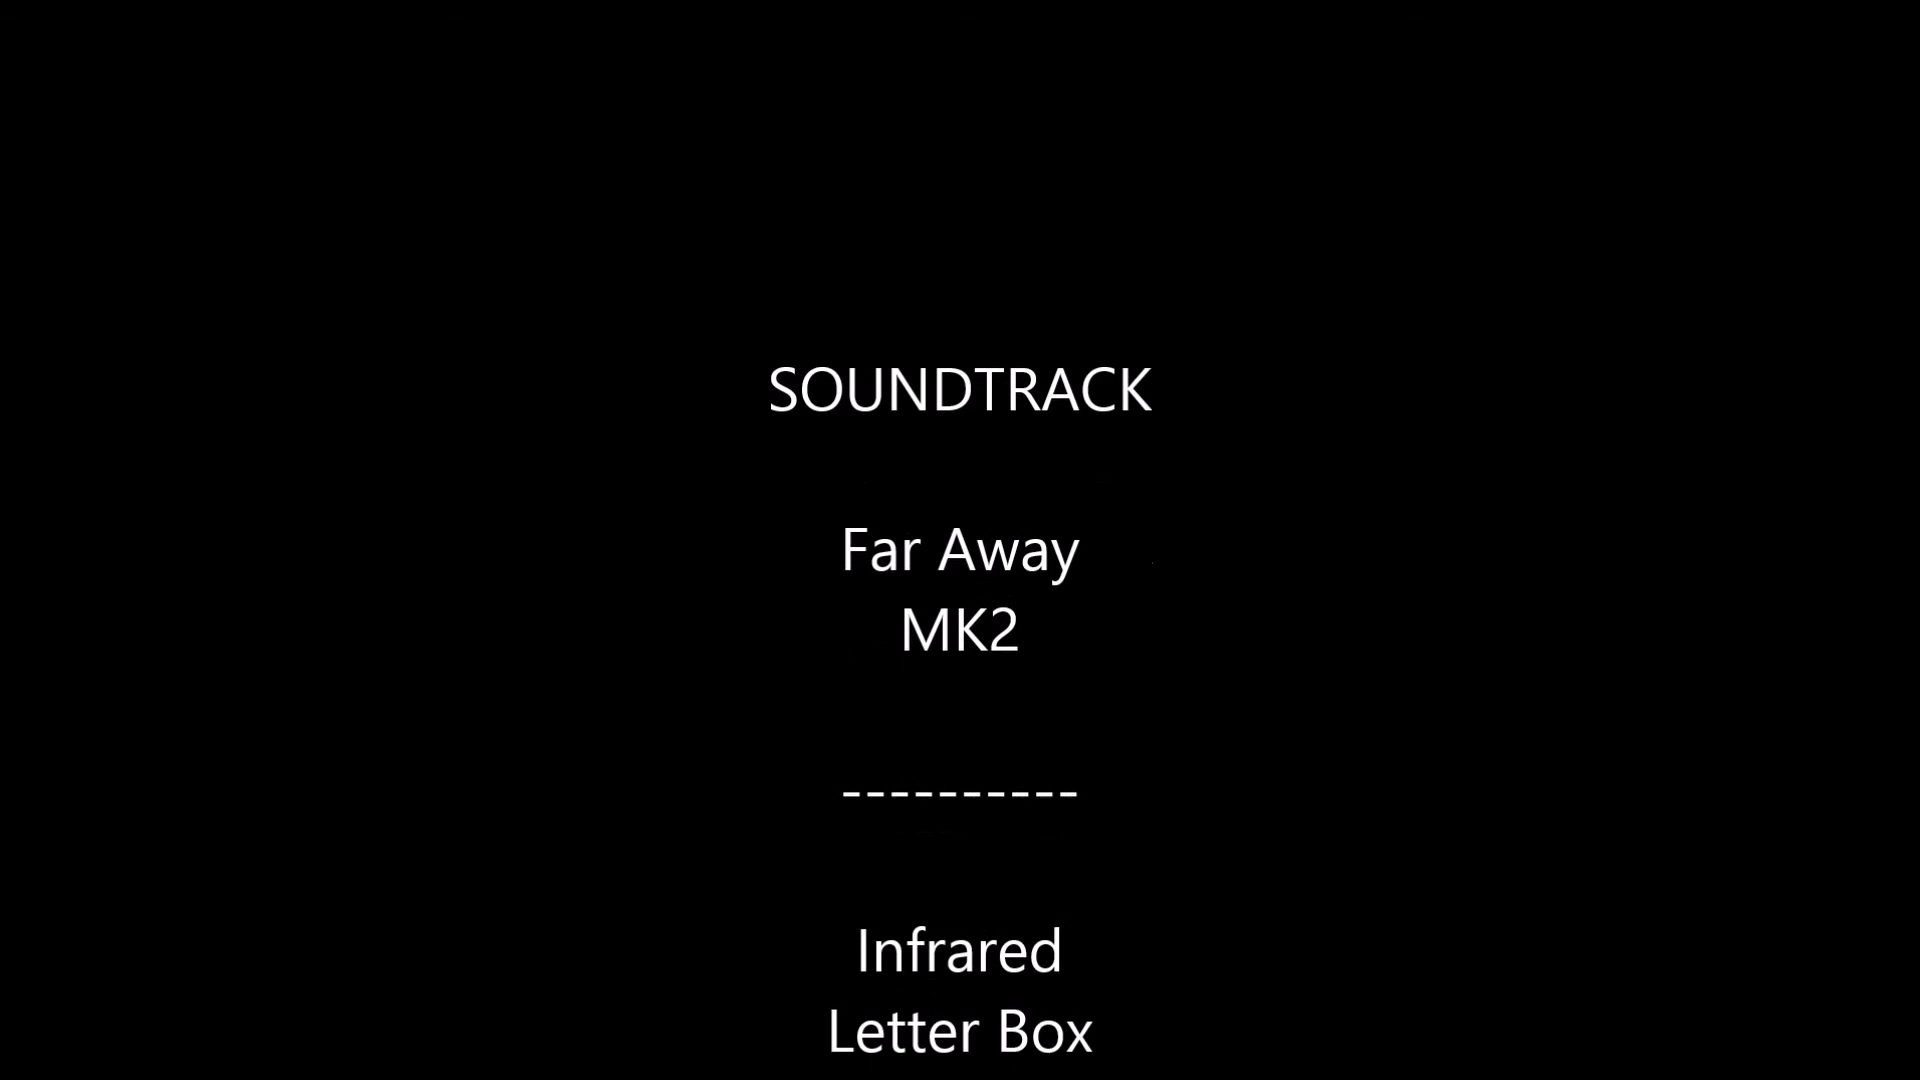 SOUNDTRACK
Far Away
MK2
----------
Infrared
Letter Box